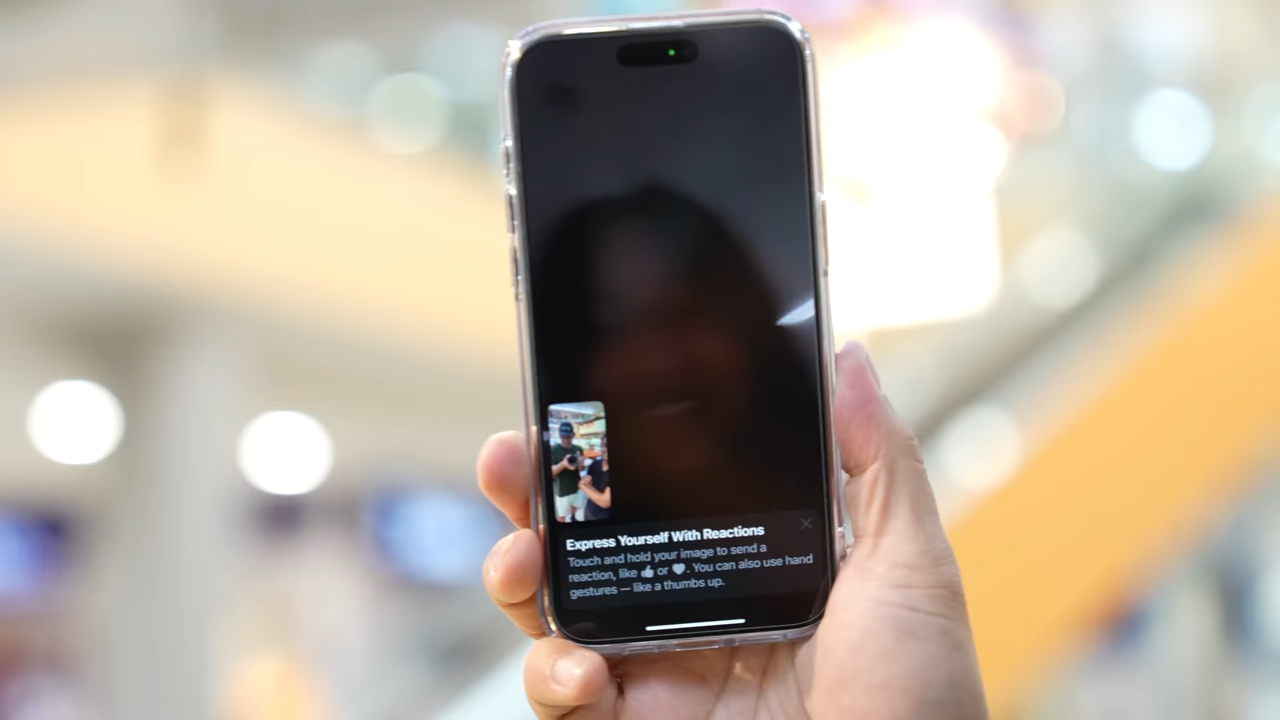 Express Yourself With Reactions
Touch and hold your image to send a
reaction, like 👍 or ♥. You can also use hand
gestures — like a thumbs up.